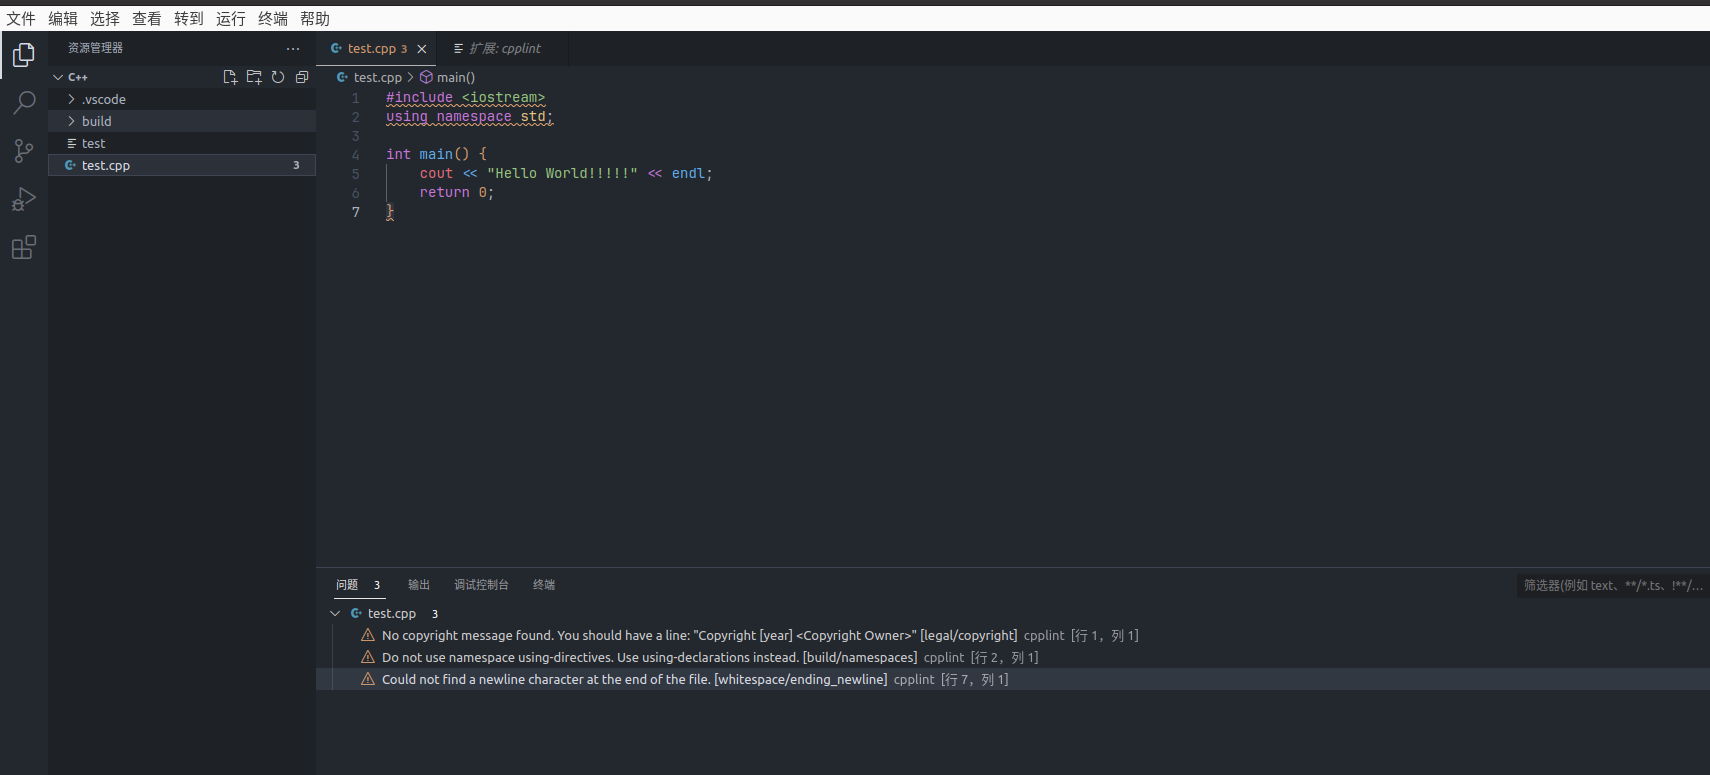 文件 编辑 选择 查看 转到 运行 终端 帮助
资源管理器
C++
.vscode
build
test
test.cpp 3
test.cpp 3
扩展: cpplint
test.cpp > main()
1 #include <iostream>
2 using namespace std;
3
4 int main() {
5 cout << "Hello World!!!!!" << endl;
6 return 0;
7 }
问题 3 输出 调试控制台 终端
筛选器(例如 text、**/*.ts、!**/...
test.cpp 3
No copyright message found. You should have a line: "Copyright [year] <Copyright Owner>" [legal/copyright] cpplint [行 1，列 1]
Do not use namespace using-directives. Use using-declarations instead. [build/namespaces] cpplint [行 2，列 1]
Could not find a newline character at the end of the file. [whitespace/ending_newline] cpplint [行 7，列 1]